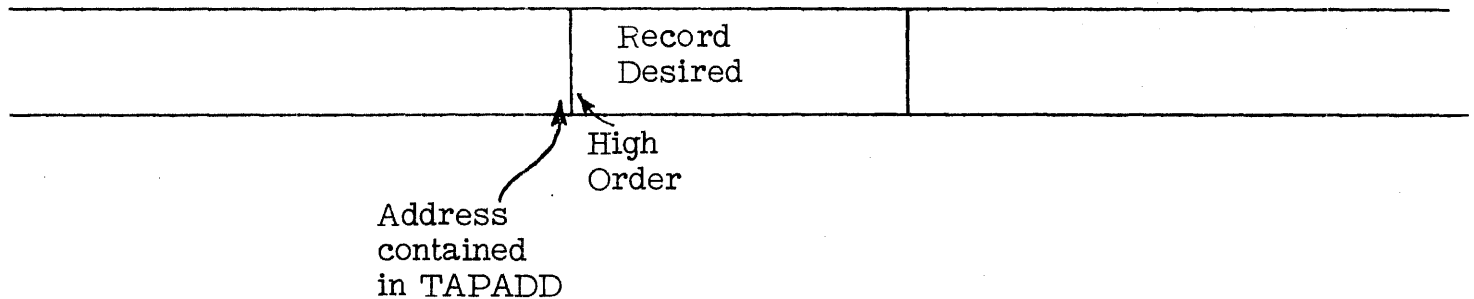 Record
Desired
High
Order
Address
contained
in TAPADD